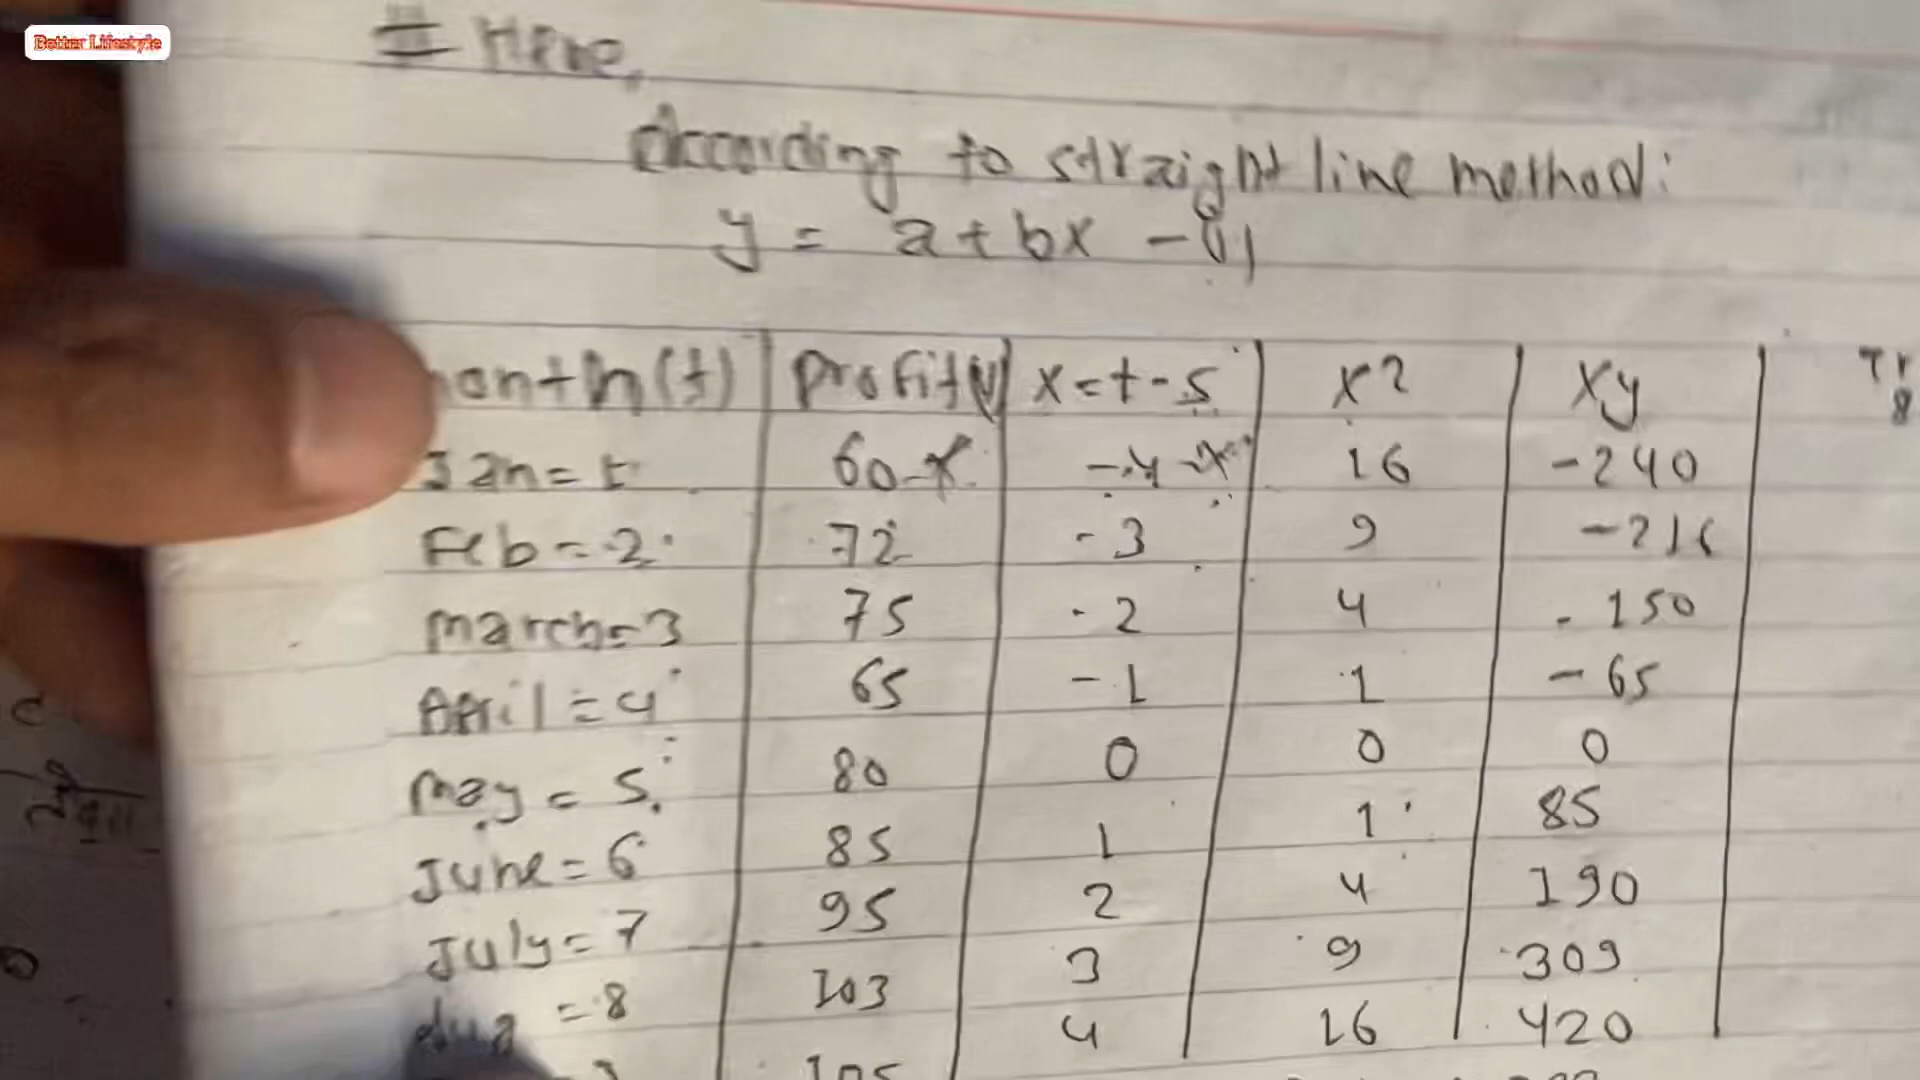 Better Lifestyle
# Here,
According to straight line method:
y = a + bx - (i)
month (t) | Profit (y) | x = t - 5 | x² | xy
Jan = 1 | 60 | -4 | 16 | -240
Feb = 2 | 72 | -3 | 9 | -216
March = 3 | 75 | -2 | 4 | -150
April = 4 | 65 | -1 | 1 | -65
May = 5 | 80 | 0 | 0 | 0
June = 6 | 85 | 1 | 1 | 85
July = 7 | 95 | 2 | 4 | 190
Aug = 8 | 103 | 3 | 9 | 309
105 | 4 | 16 | 420